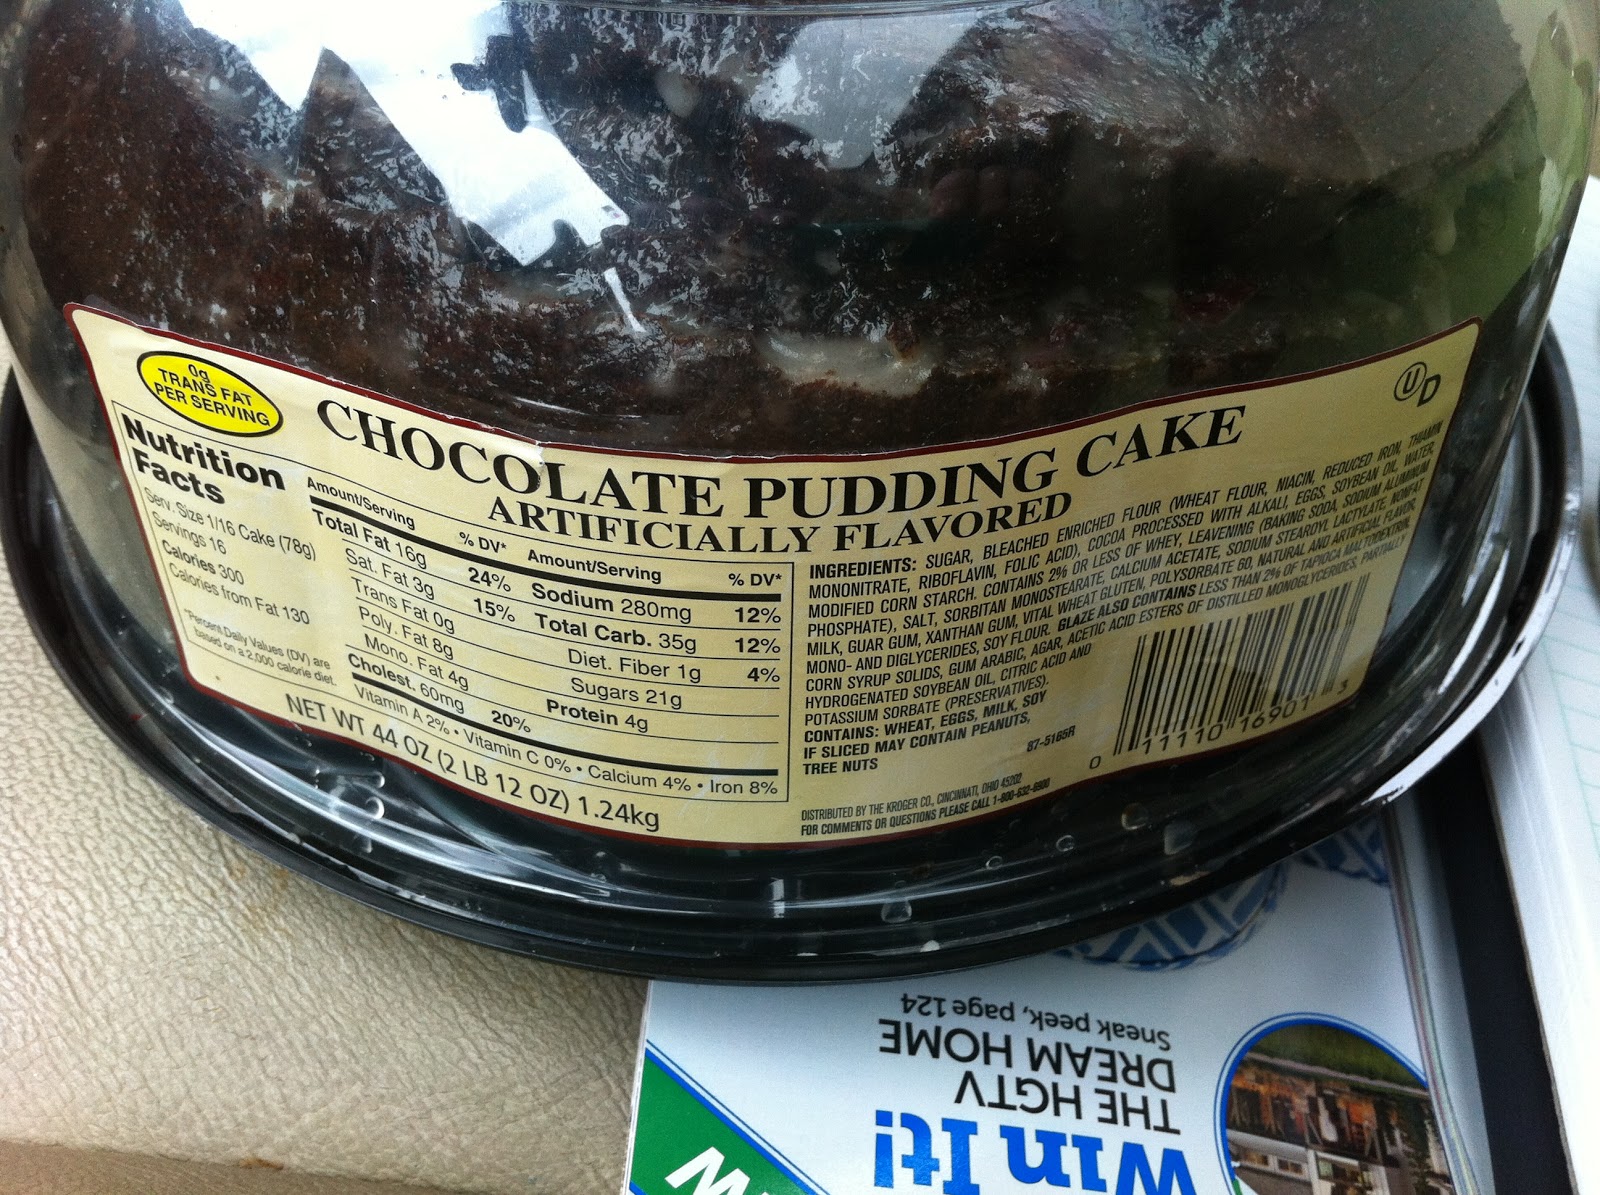 0g
TRANS FAT
PER SERVING
CHOCOLATE PUDDING CAKE
ARTIFICIALLY FLAVORED
U D
Nutrition
Facts
Serv. Size 1/16 Cake (78g)
Servings 16
Calories 300
Calories from Fat 130
*Percent Daily Values (DV) are
based on a 2,000 calorie diet.
Amount/Serving % DV*
Total Fat 16g 24%
Sat. Fat 3g 15%
Trans Fat 0g
Poly. Fat 8g
Mono. Fat 4g
Cholest. 60mg 20%
Amount/Serving % DV*
Sodium 280mg 12%
Total Carb. 35g 12%
Diet. Fiber 1g 4%
Sugars 21g
Protein 4g
Vitamin A 2% • Vitamin C 0% • Calcium 4% • Iron 8%
NET WT 44 OZ (2 LB 12 OZ) 1.24kg
INGREDIENTS: SUGAR, BLEACHED ENRICHED FLOUR (WHEAT FLOUR, NIACIN, REDUCED IRON, THIAMIN
MONONITRATE, RIBOFLAVIN, FOLIC ACID), COCOA PROCESSED WITH ALKALI, EGGS, SOYBEAN OIL, WATER,
MODIFIED CORN STARCH. CONTAINS 2% OR LESS OF WHEY, LEAVENING (BAKING SODA, SODIUM ALUMINUM
PHOSPHATE), SALT, SORBITAN MONOSTEARATE, CALCIUM ACETATE, SODIUM STEAROYL LACTYLATE, NONFAT
MILK, GUAR GUM, XANTHAN GUM, VITAL WHEAT GLUTEN, POLYSORBATE 60, NATURAL AND ARTIFICIAL FLAVOR,
MONO- AND DIGLYCERIDES, SOY FLOUR. GLAZE ALSO CONTAINS LESS THAN 2% OF TAPIOCA MALTODEXTRIN,
CORN SYRUP SOLIDS, GUM ARABIC, AGAR, ACETIC ACID ESTERS OF DISTILLED MONOGLYCERIDES, PARTIALLY
HYDROGENATED SOYBEAN OIL, CITRIC ACID AND
POTASSIUM SORBATE (PRESERVATIVES).
CONTAINS: WHEAT, EGGS, MILK, SOY
IF SLICED MAY CONTAIN PEANUTS,
TREE NUTS
87-5165R
0 11110 16901 3
DISTRIBUTED BY THE KROGER CO., CINCINNATI, OHIO 45202
FOR COMMENTS OR QUESTIONS PLEASE CALL 1-800-632-6900
Win It!
THE HGTV
DREAM HOME
Sneak peek, page 124